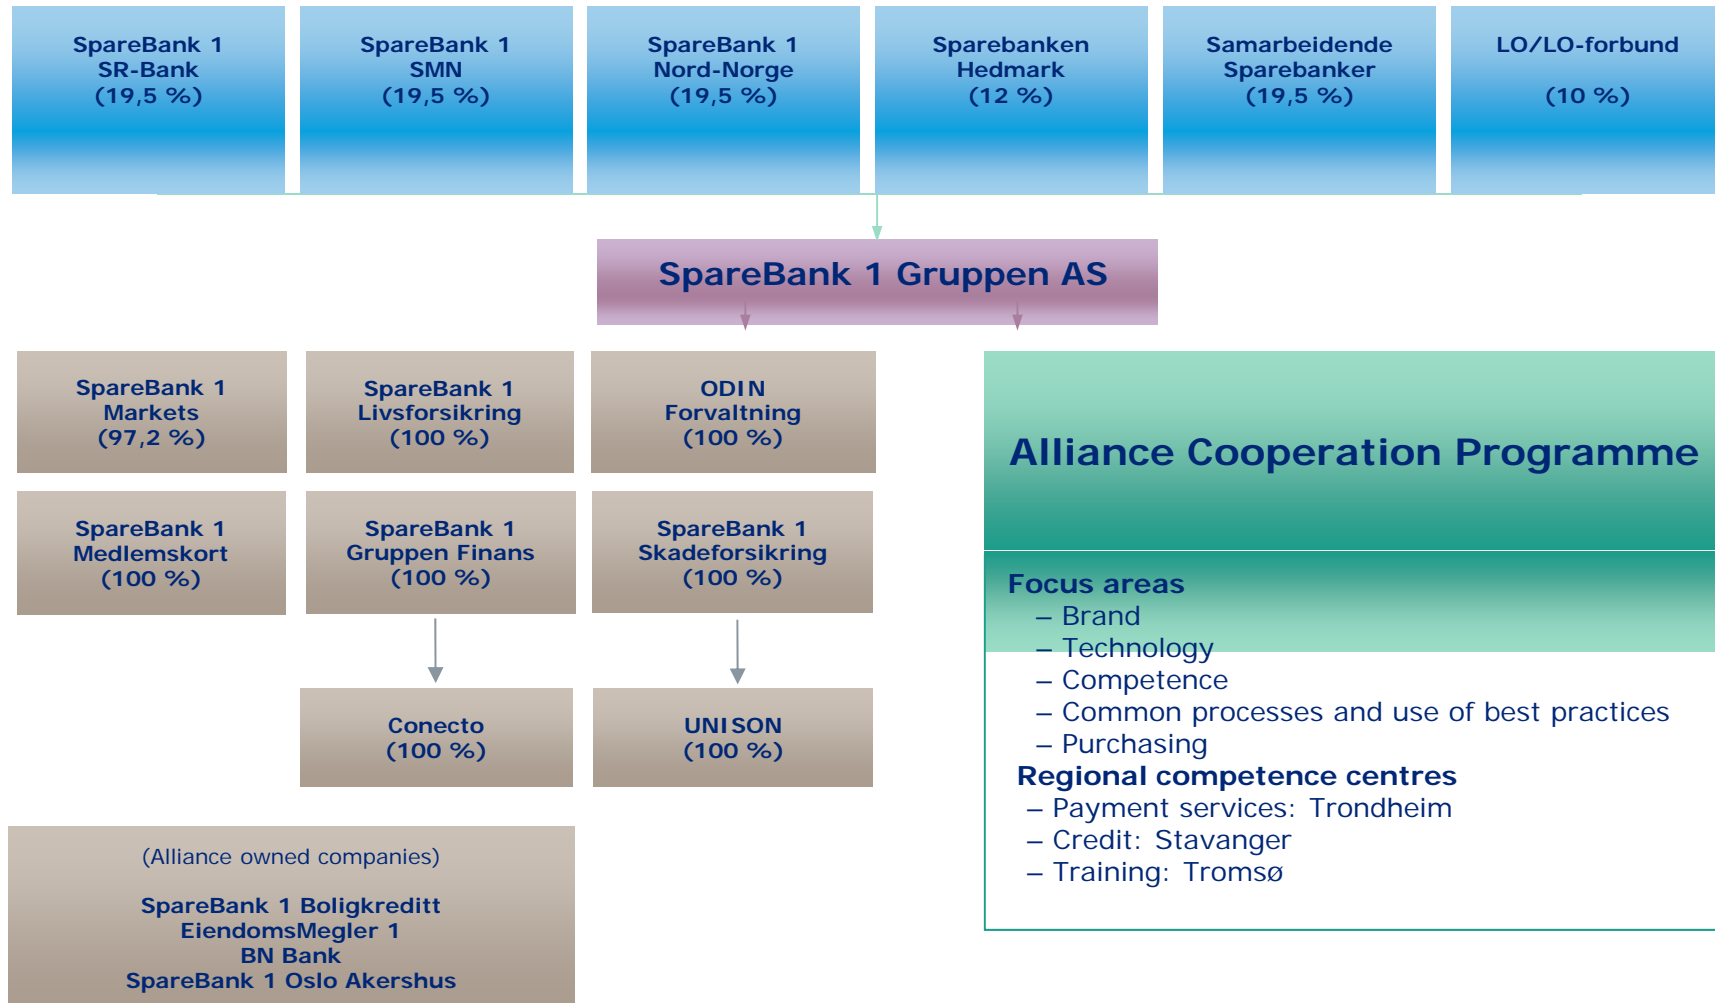 SpareBank 1
SR-Bank
(19,5 %)
SpareBank 1
SMN
(19,5 %)
SpareBank 1
Nord-Norge
(19,5 %)
Sparebanken
Hedmark
(12 %)
Samarbeidende
Sparebanker
(19,5 %)
LO/LO-forbund
(10 %)
SpareBank 1 Gruppen AS
SpareBank 1
Markets
(97,2 %)
SpareBank 1
Livsforsikring
(100 %)
ODIN
Forvaltning
(100 %)
SpareBank 1
Medlemskort
(100 %)
SpareBank 1
Gruppen Finans
(100 %)
SpareBank 1
Skadeforsikring
(100 %)
Conecto
(100 %)
UNISON
(100 %)
(Alliance owned companies)
SpareBank 1 Boligkreditt
EiendomsMegler 1
BN Bank
SpareBank 1 Oslo Akershus
Alliance Cooperation Programme
Focus areas
– Brand
– Technology
– Competence
– Common processes and use of best practices
– Purchasing
Regional competence centres
– Payment services: Trondheim
– Credit: Stavanger
– Training: Tromsø